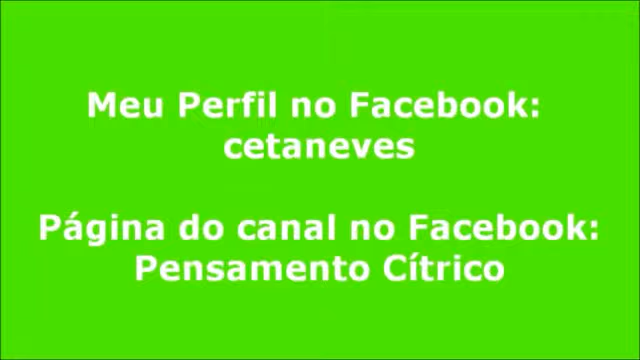 Meu Perfil no Facebook:
cetaneves
Página do canal no Facebook:
Pensamento Cítrico